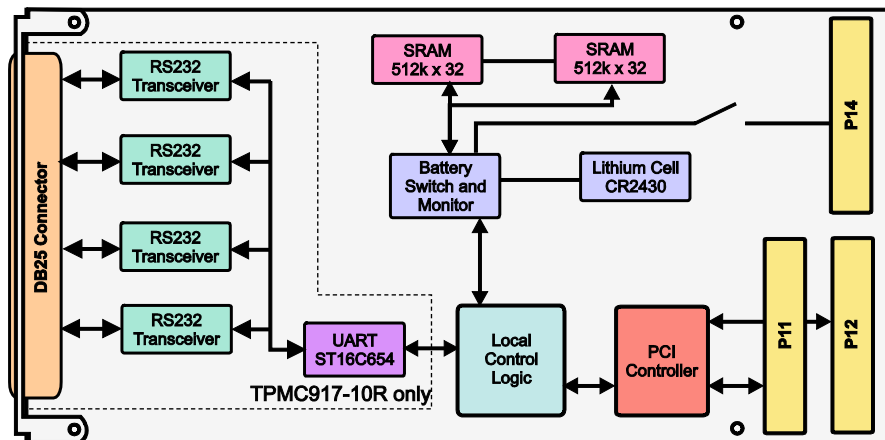 DB25 Connector
RS232
Transceiver
RS232
Transceiver
RS232
Transceiver
RS232
Transceiver
SRAM
512k x 32
SRAM
512k x 32
Battery
Switch and
Monitor
Lithium Cell
CR2430
P14
UART
ST16C654
TPMC917-10R only
Local
Control
Logic
PCI
Controller
P11
P12